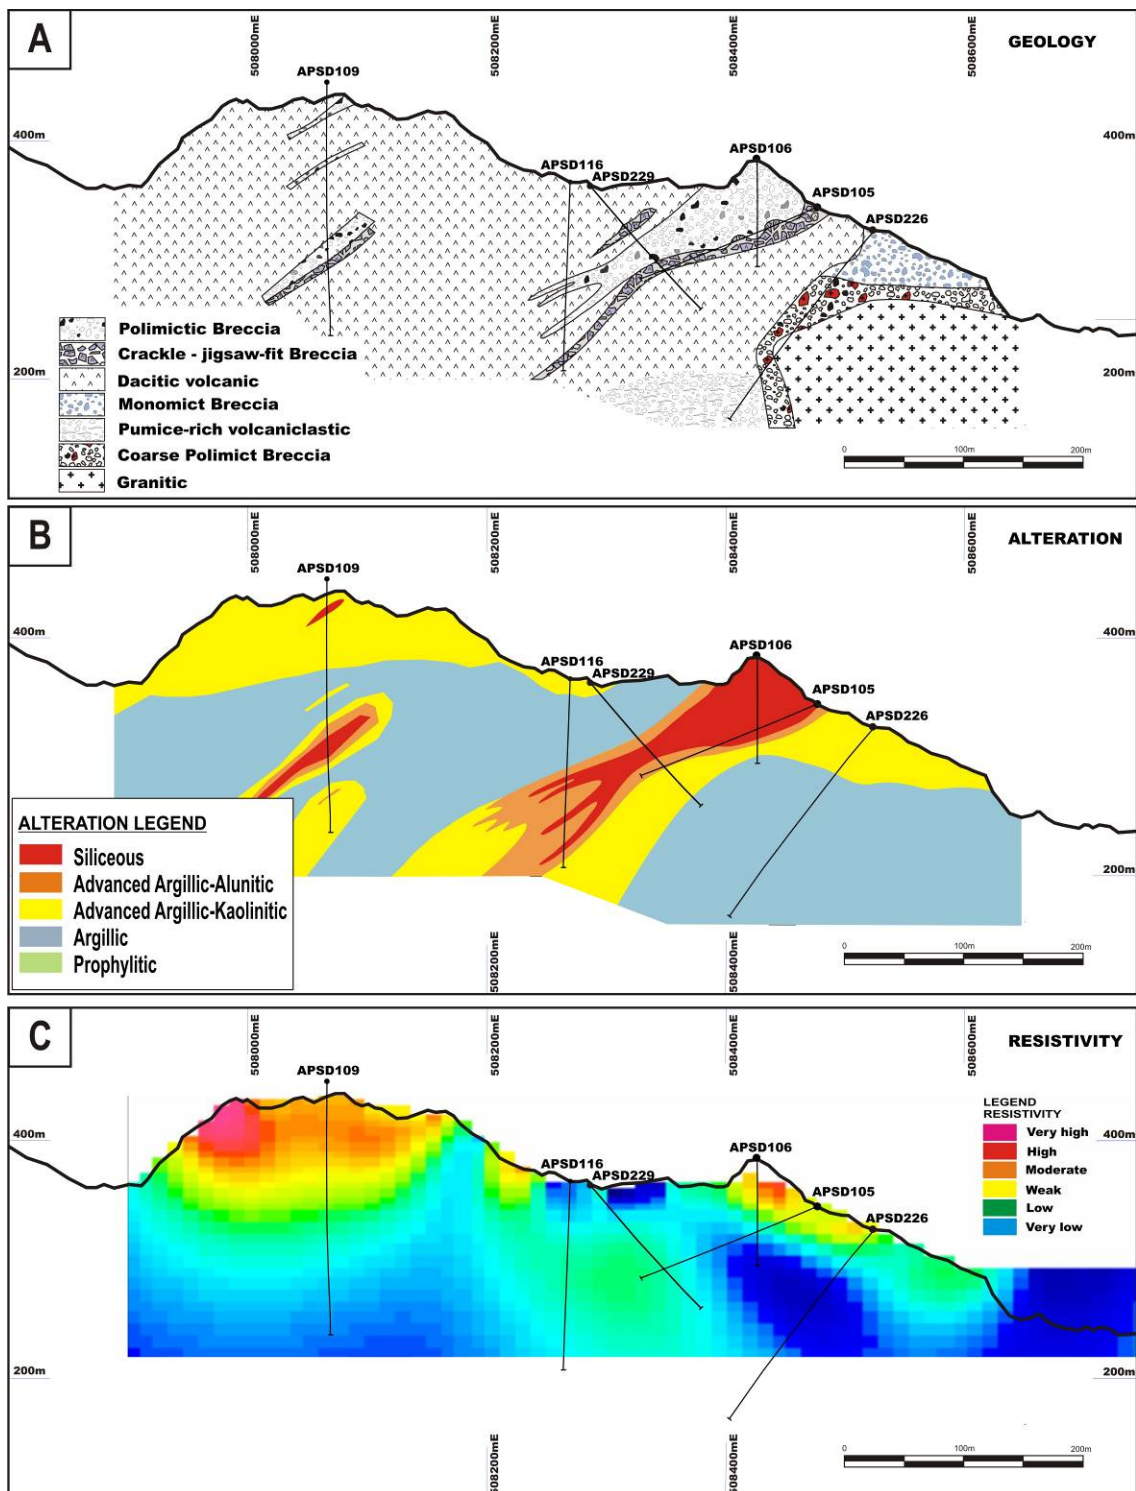 A
508000mE
508200mE
508400mE
508600mE
GEOLOGY
APSD109
400m
400m
APSD106
APSD116
APSD229
APSD105
APSD226
Polimictic Breccia
Crackle - jigsaw-fit Breccia
Dacitic volcanic
Monomict Breccia
Pumice-rich volcaniclastic
Coarse Polimict Breccia
Granitic
200m
200m
0
100m
200m
B
508000mE
508200mE
508400mE
508600mE
ALTERATION
APSD109
400m
400m
APSD106
APSD116
APSD229
APSD105
APSD226
ALTERATION LEGEND
Siliceous
Advanced Argillic-Alunitic
Advanced Argillic-Kaolinitic
Argillic
Prophylitic
200m
0
100m
200m
508200mE
508400mE
508600mE
C
508000mE
508200mE
508400mE
508600mE
RESISTIVITY
APSD109
400m
400m
APSD106
APSD116
APSD229
APSD105
APSD226
LEGEND
RESISTIVITY
Very high
High
Moderate
Weak
Low
Very low
200m
200m
0
100m
200m
508200mE
508400mE
508600mE